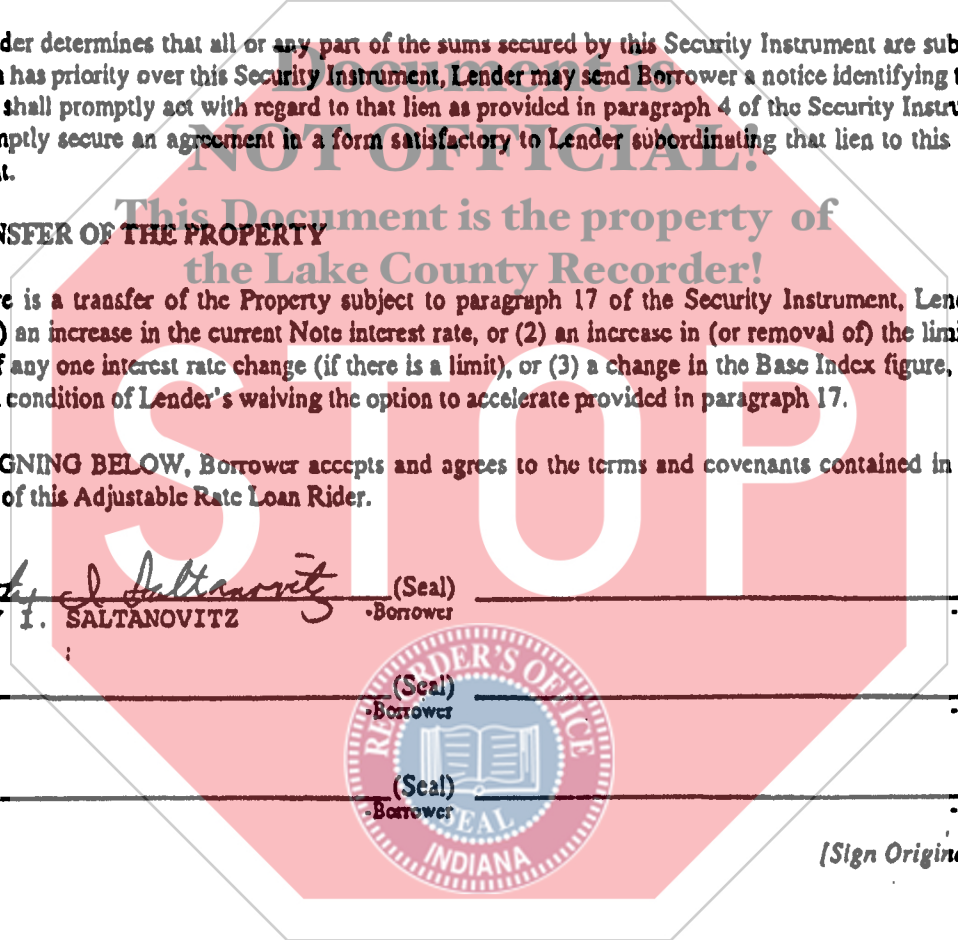 der determines that all or any part of the sums secured by this Security Instrument are sub
has priority over this Security Instrument, Lender may send Borrower a notice identifying
shall promptly act with regard to that lien as provided in paragraph 4 of the Security Instru
ptly secure an agreement in a form satisfactory to Lender subordinating that lien to this
t.
Document is
NOT OFFICIAL!
This Document is the property of
the Lake County Recorder!
NSFER OF THE PROPERTY
re is a transfer of the Property subject to paragraph 17 of the Security Instrument, Len
) an increase in the current Note interest rate, or (2) an increase in (or removal of) the limi
any one interest rate change (if there is a limit), or (3) a change in the Base Index figure,
condition of Lender's waiving the option to accelerate provided in paragraph 17.
STOP
GNING BELOW, Borrower accepts and agrees to the terms and covenants contained in
of this Adjustable Rate Loan Rider.
I Saltanovitz (Seal)
I. SALTANOVITZ -Borrower
(Seal)
-Borrower
(Seal)
-Borrower
RECORDER'S OFFICE
SEAL
INDIANA
[Sign Origin